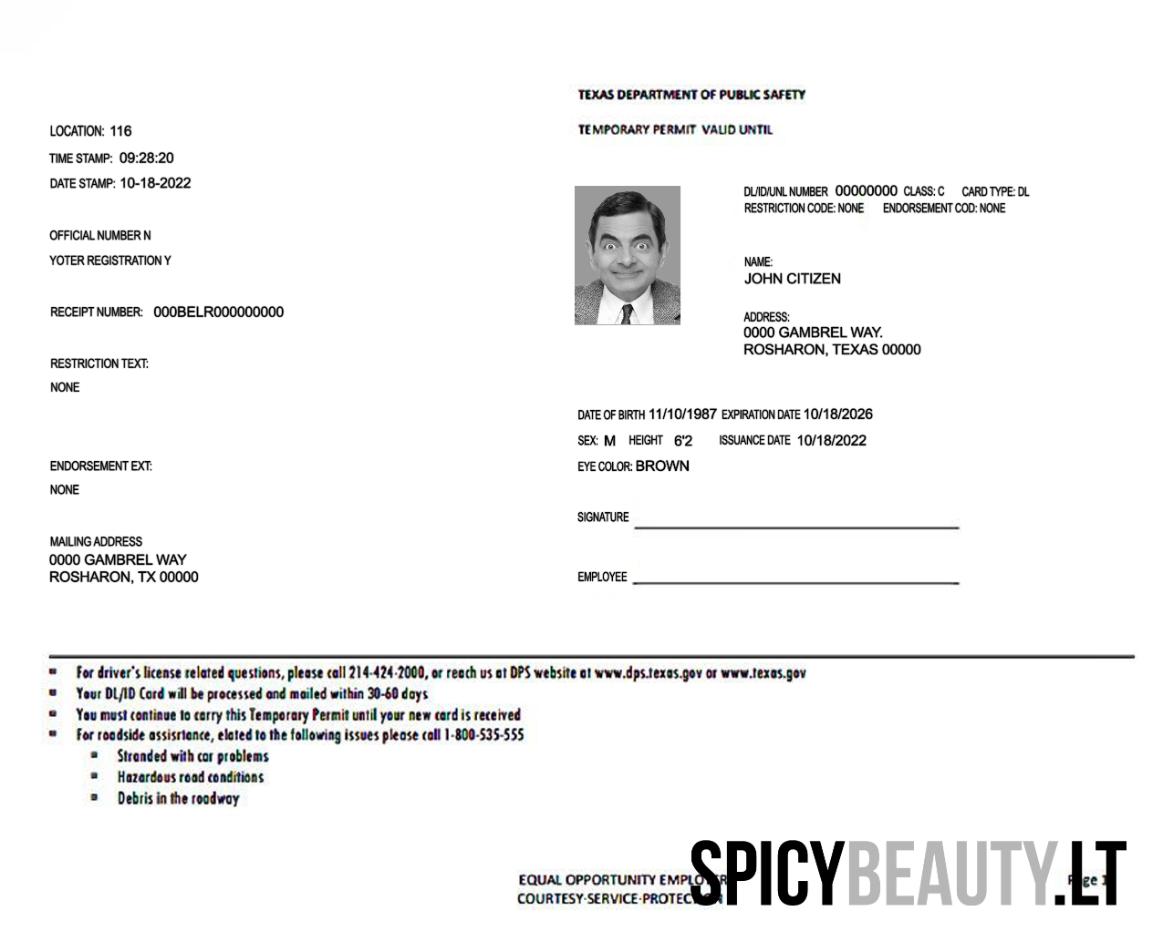 LOCATION: 116
TIME STAMP: 09:28:20
DATE STAMP: 10-18-2022
OFFICIAL NUMBER N
YOTER REGISTRATION Y
RECEIPT NUMBER: 000BELR000000000
RESTRICTION TEXT:
NONE
ENDORSEMENT EXT:
NONE
MAILING ADDRESS
0000 GAMBREL WAY
ROSHARON, TX 00000
TEXAS DEPARTMENT OF PUBLIC SAFETY
TEMPORARY PERMIT VALID UNTIL
DL/ID/UNL NUMBER 00000000 CLASS: C CARD TYPE: DL
RESTRICTION CODE: NONE ENDORSEMENT COD: NONE
NAME:
JOHN CITIZEN
ADDRESS:
0000 GAMBREL WAY.
ROSHARON, TEXAS 00000
DATE OF BIRTH 11/10/1987 EXPIRATION DATE 10/18/2026
SEX: M HEIGHT 6'2 ISSUANCE DATE 10/18/2022
EYE COLOR: BROWN
SIGNATURE
EMPLOYEE
For driver's license related questions, please call 214-424-2000, or reach us at DPS website at www.dps.texas.gov or www.texas.gov
Your DL/ID Card will be processed and mailed within 30-60 days
You must continue to carry this Temporary Permit until your new card is received
For roadside assisrtance, elated to the following issues please call 1-800-535-555
Stranded with car problems
Hazardous road conditions
Debris in the roadway
EQUAL OPPORTUNITY EMPLOYER
COURTESY·SERVICE·PROTECTION
SPICYBEAUTY.LT